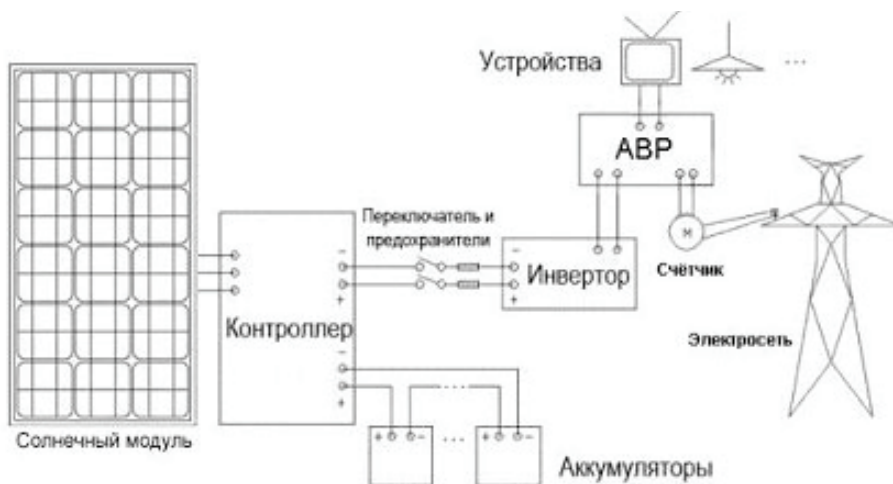 Устройства
...
АВР
Переключатель и
предохранители
−
−
Инвертор
+
+
М
Счётчик
Контроллер
Электросеть
−
+
+ − ... + −
Солнечный модуль
Аккумуляторы